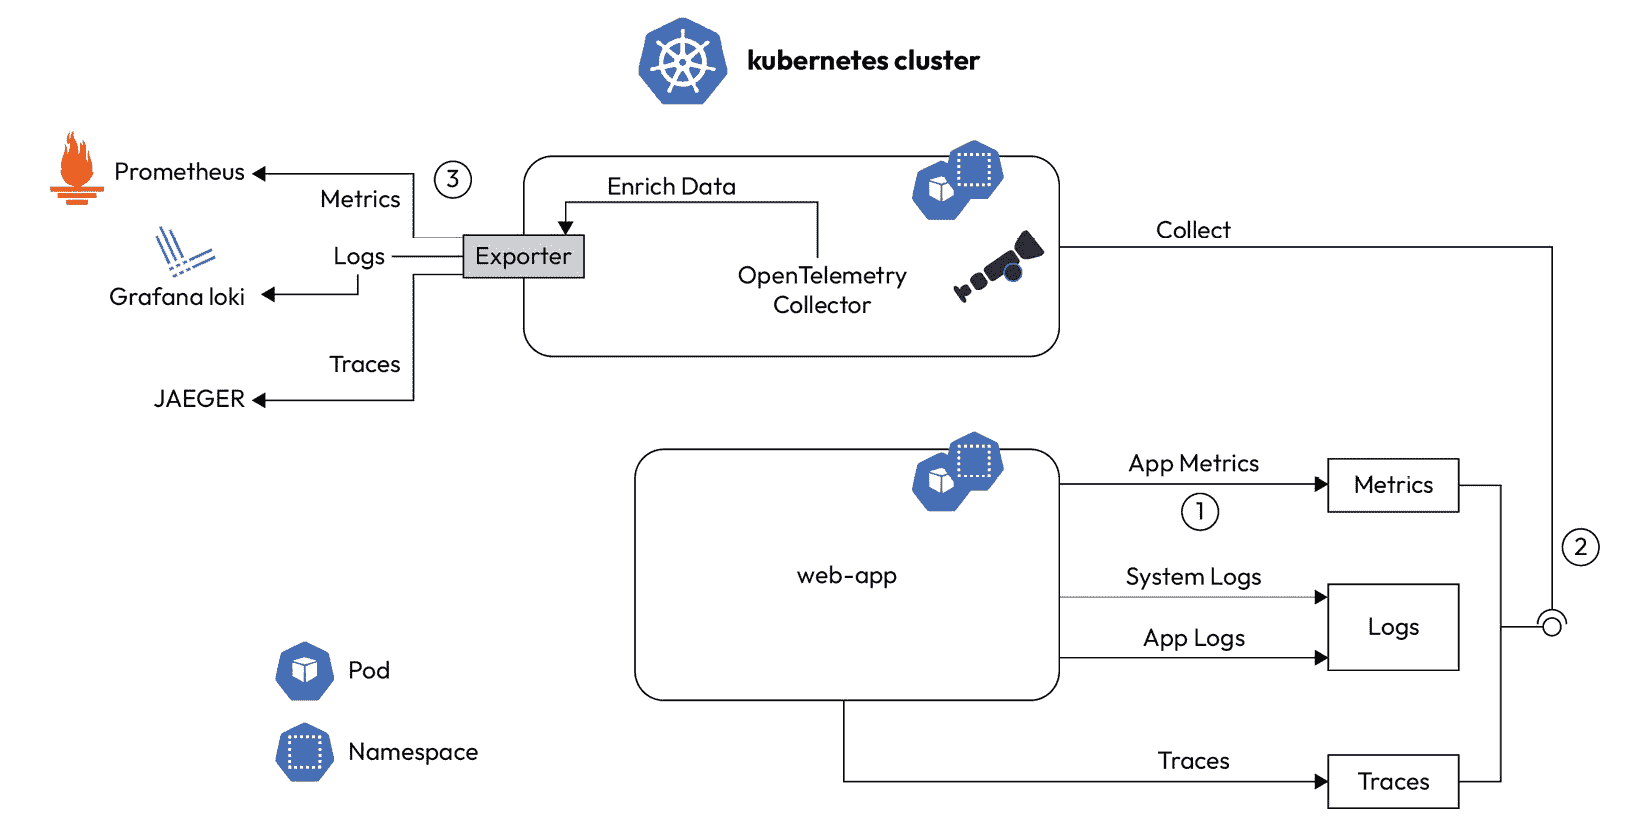 kubernetes cluster
Prometheus
3
Metrics
Enrich Data
Logs
Exporter
Grafana loki
OpenTelemetry
Collector
Collect
Traces
JAEGER
App Metrics
Metrics
1
2
web-app
System Logs
App Logs
Logs
Pod
Namespace
Traces
Traces